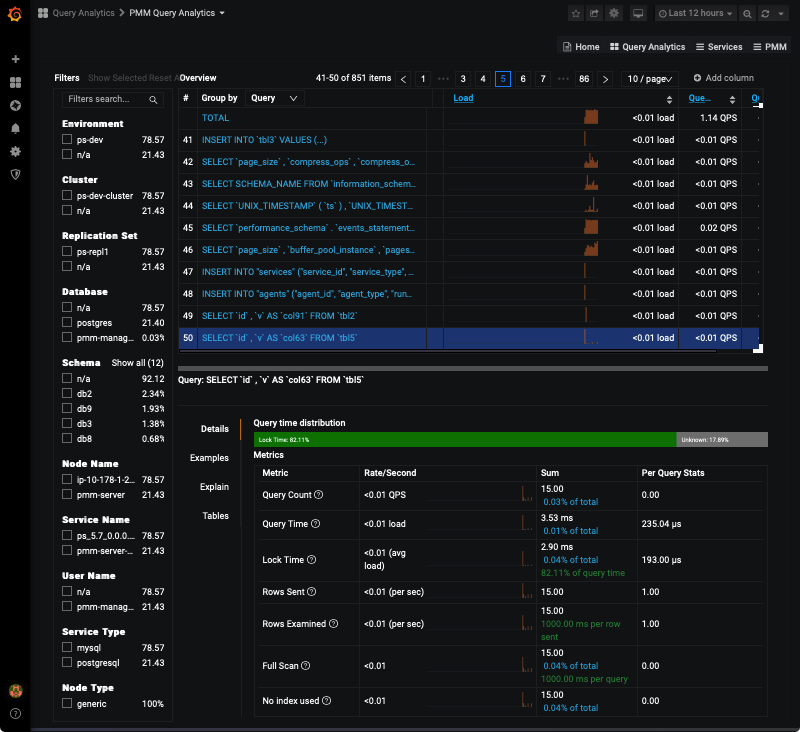 Query Analytics > PMM Query Analytics
Last 12 hours
Home Query Analytics Services PMM
Filters Show Selected Reset A
Overview 41-50 of 851 items 1 ••• 3 4 5 6 7 ••• 86 10 / page Add column
Filters search...
# Group by Query Load Que... Q
TOTAL <0.01 load 1.14 QPS
41 INSERT INTO `tbl3` VALUES (...) <0.01 load <0.01 QPS
42 SELECT `page_size` , `compress_ops` , `compress_o... <0.01 load <0.01 QPS
43 SELECT SCHEMA_NAME FROM `information_schem... <0.01 load <0.01 QPS
44 SELECT `UNIX_TIMESTAMP` ( `ts` ) , `UNIX_TIMEST... <0.01 load <0.01 QPS
45 SELECT `performance_schema` . `events_statement... <0.01 load 0.02 QPS
46 SELECT `page_size` , `buffer_pool_instance` , `pages... <0.01 load <0.01 QPS
47 INSERT INTO "services" ("service_id", "service_type", ... <0.01 load <0.01 QPS
48 INSERT INTO "agents" ("agent_id", "agent_type", "run... <0.01 load <0.01 QPS
49 SELECT `id` , `v` AS `col91` FROM `tbl2` <0.01 load <0.01 QPS
50 SELECT `id` , `v` AS `col63` FROM `tbl5` <0.01 load <0.01 QPS
Environment
ps-dev 78.57
n/a 21.43
Cluster
ps-dev-cluster 78.57
n/a 21.43
Replication Set
ps-repl1 78.57
n/a 21.43
Database
n/a 78.57
postgres 21.40
pmm-manag... 0.03%
Schema Show all (12)
n/a 92.12
db2 2.34%
db9 1.93%
db3 1.38%
db8 0.68%
Node Name
ip-10-178-1-2... 78.57
pmm-server 21.43
Service Name
ps_5.7_0.0.0.... 78.57
pmm-server-... 21.43
User Name
n/a 78.57
pmm-manag... 21.43
Service Type
mysql 78.57
postgresql 21.43
Node Type
generic 100%
Query: SELECT `id` , `v` AS `col63` FROM `tbl5`
Details
Examples
Explain
Tables
Query time distribution
Lock Time: 82.11% Unknown: 17.89%
Metrics
Metric Rate/Second Sum Per Query Stats
Query Count <0.01 QPS 15.00 0.00
0.03% of total
Query Time <0.01 load 3.53 ms 235.04 µs
0.01% of total
Lock Time <0.01 (avg load) 2.90 ms 193.00 µs
0.04% of total
82.11% of query time
Rows Sent <0.01 (per sec) 15.00 1.00
Rows Examined <0.01 (per sec) 15.00 1.00
1000.00 ms per row
sent
Full Scan <0.01 15.00 0.00
0.04% of total
1000.00 ms per query
No index used <0.01 15.00 0.00
0.04% of total